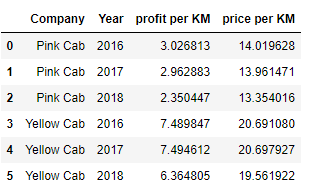 Company Year profit per KM price per KM
0 Pink Cab 2016 3.026813 14.019628
1 Pink Cab 2017 2.962883 13.961471
2 Pink Cab 2018 2.350447 13.354016
3 Yellow Cab 2016 7.489847 20.691080
4 Yellow Cab 2017 7.494612 20.697927
5 Yellow Cab 2018 6.364805 19.561922